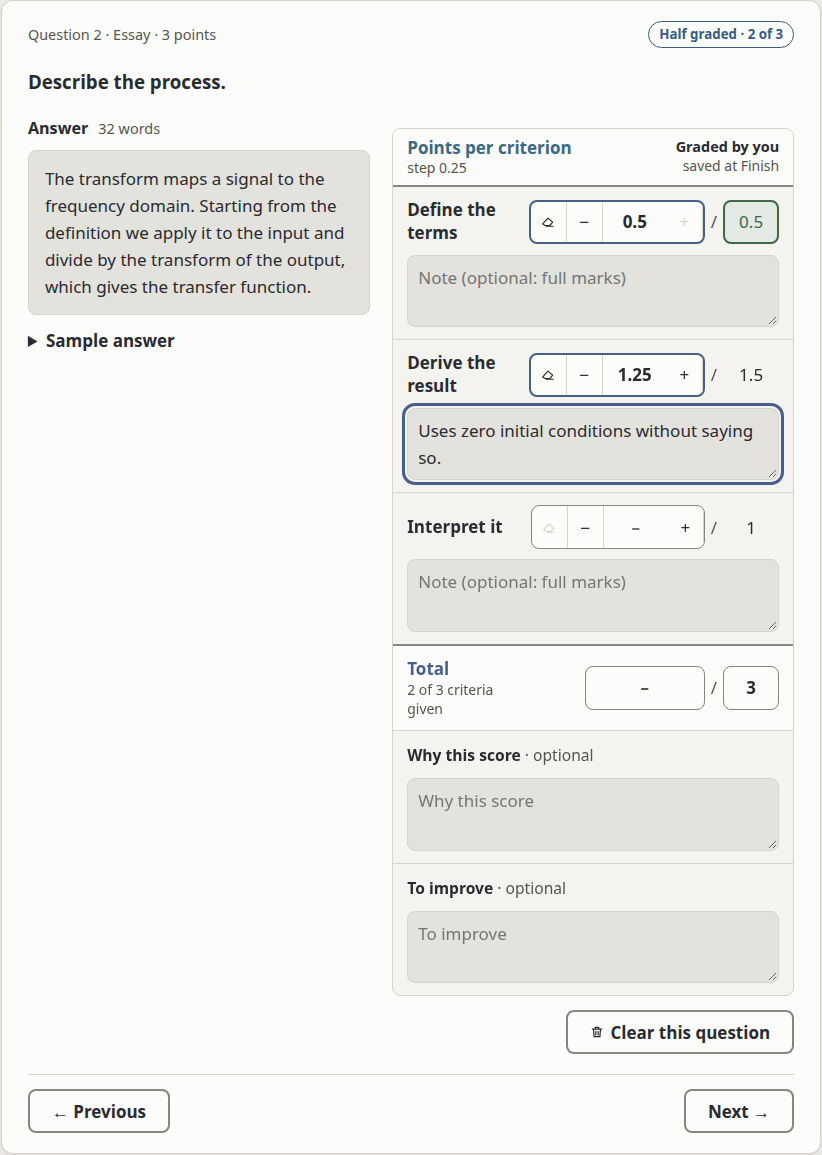 Question 2 · Essay · 3 points
Half graded · 2 of 3
Describe the process.
Answer 32 words
The transform maps a signal to the
frequency domain. Starting from the
definition we apply it to the input and
divide by the transform of the output,
which gives the transfer function.
▶ Sample answer
Points per criterion
step 0.25
Graded by you
saved at Finish
Define the
terms
− 0.5 + / 0.5
Note (optional: full marks)
Derive the
result
− 1.25 + / 1.5
Uses zero initial conditions without saying
so.
Interpret it
− – + / 1
Note (optional: full marks)
Total
2 of 3 criteria
given
– / 3
Why this score · optional
Why this score
To improve · optional
To improve
Clear this question
← Previous
Next →